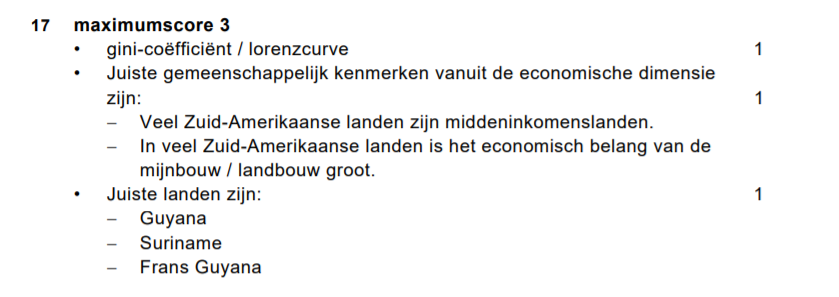 17 maximumscore 3
• gini-coëfficiënt / lorenzcurve 1
• Juiste gemeenschappelijk kenmerken vanuit de economische dimensie
zijn: 1
– Veel Zuid-Amerikaanse landen zijn middeninkomenslanden.
– In veel Zuid-Amerikaanse landen is het economisch belang van de
mijnbouw / landbouw groot.
• Juiste landen zijn: 1
– Guyana
– Suriname
– Frans Guyana